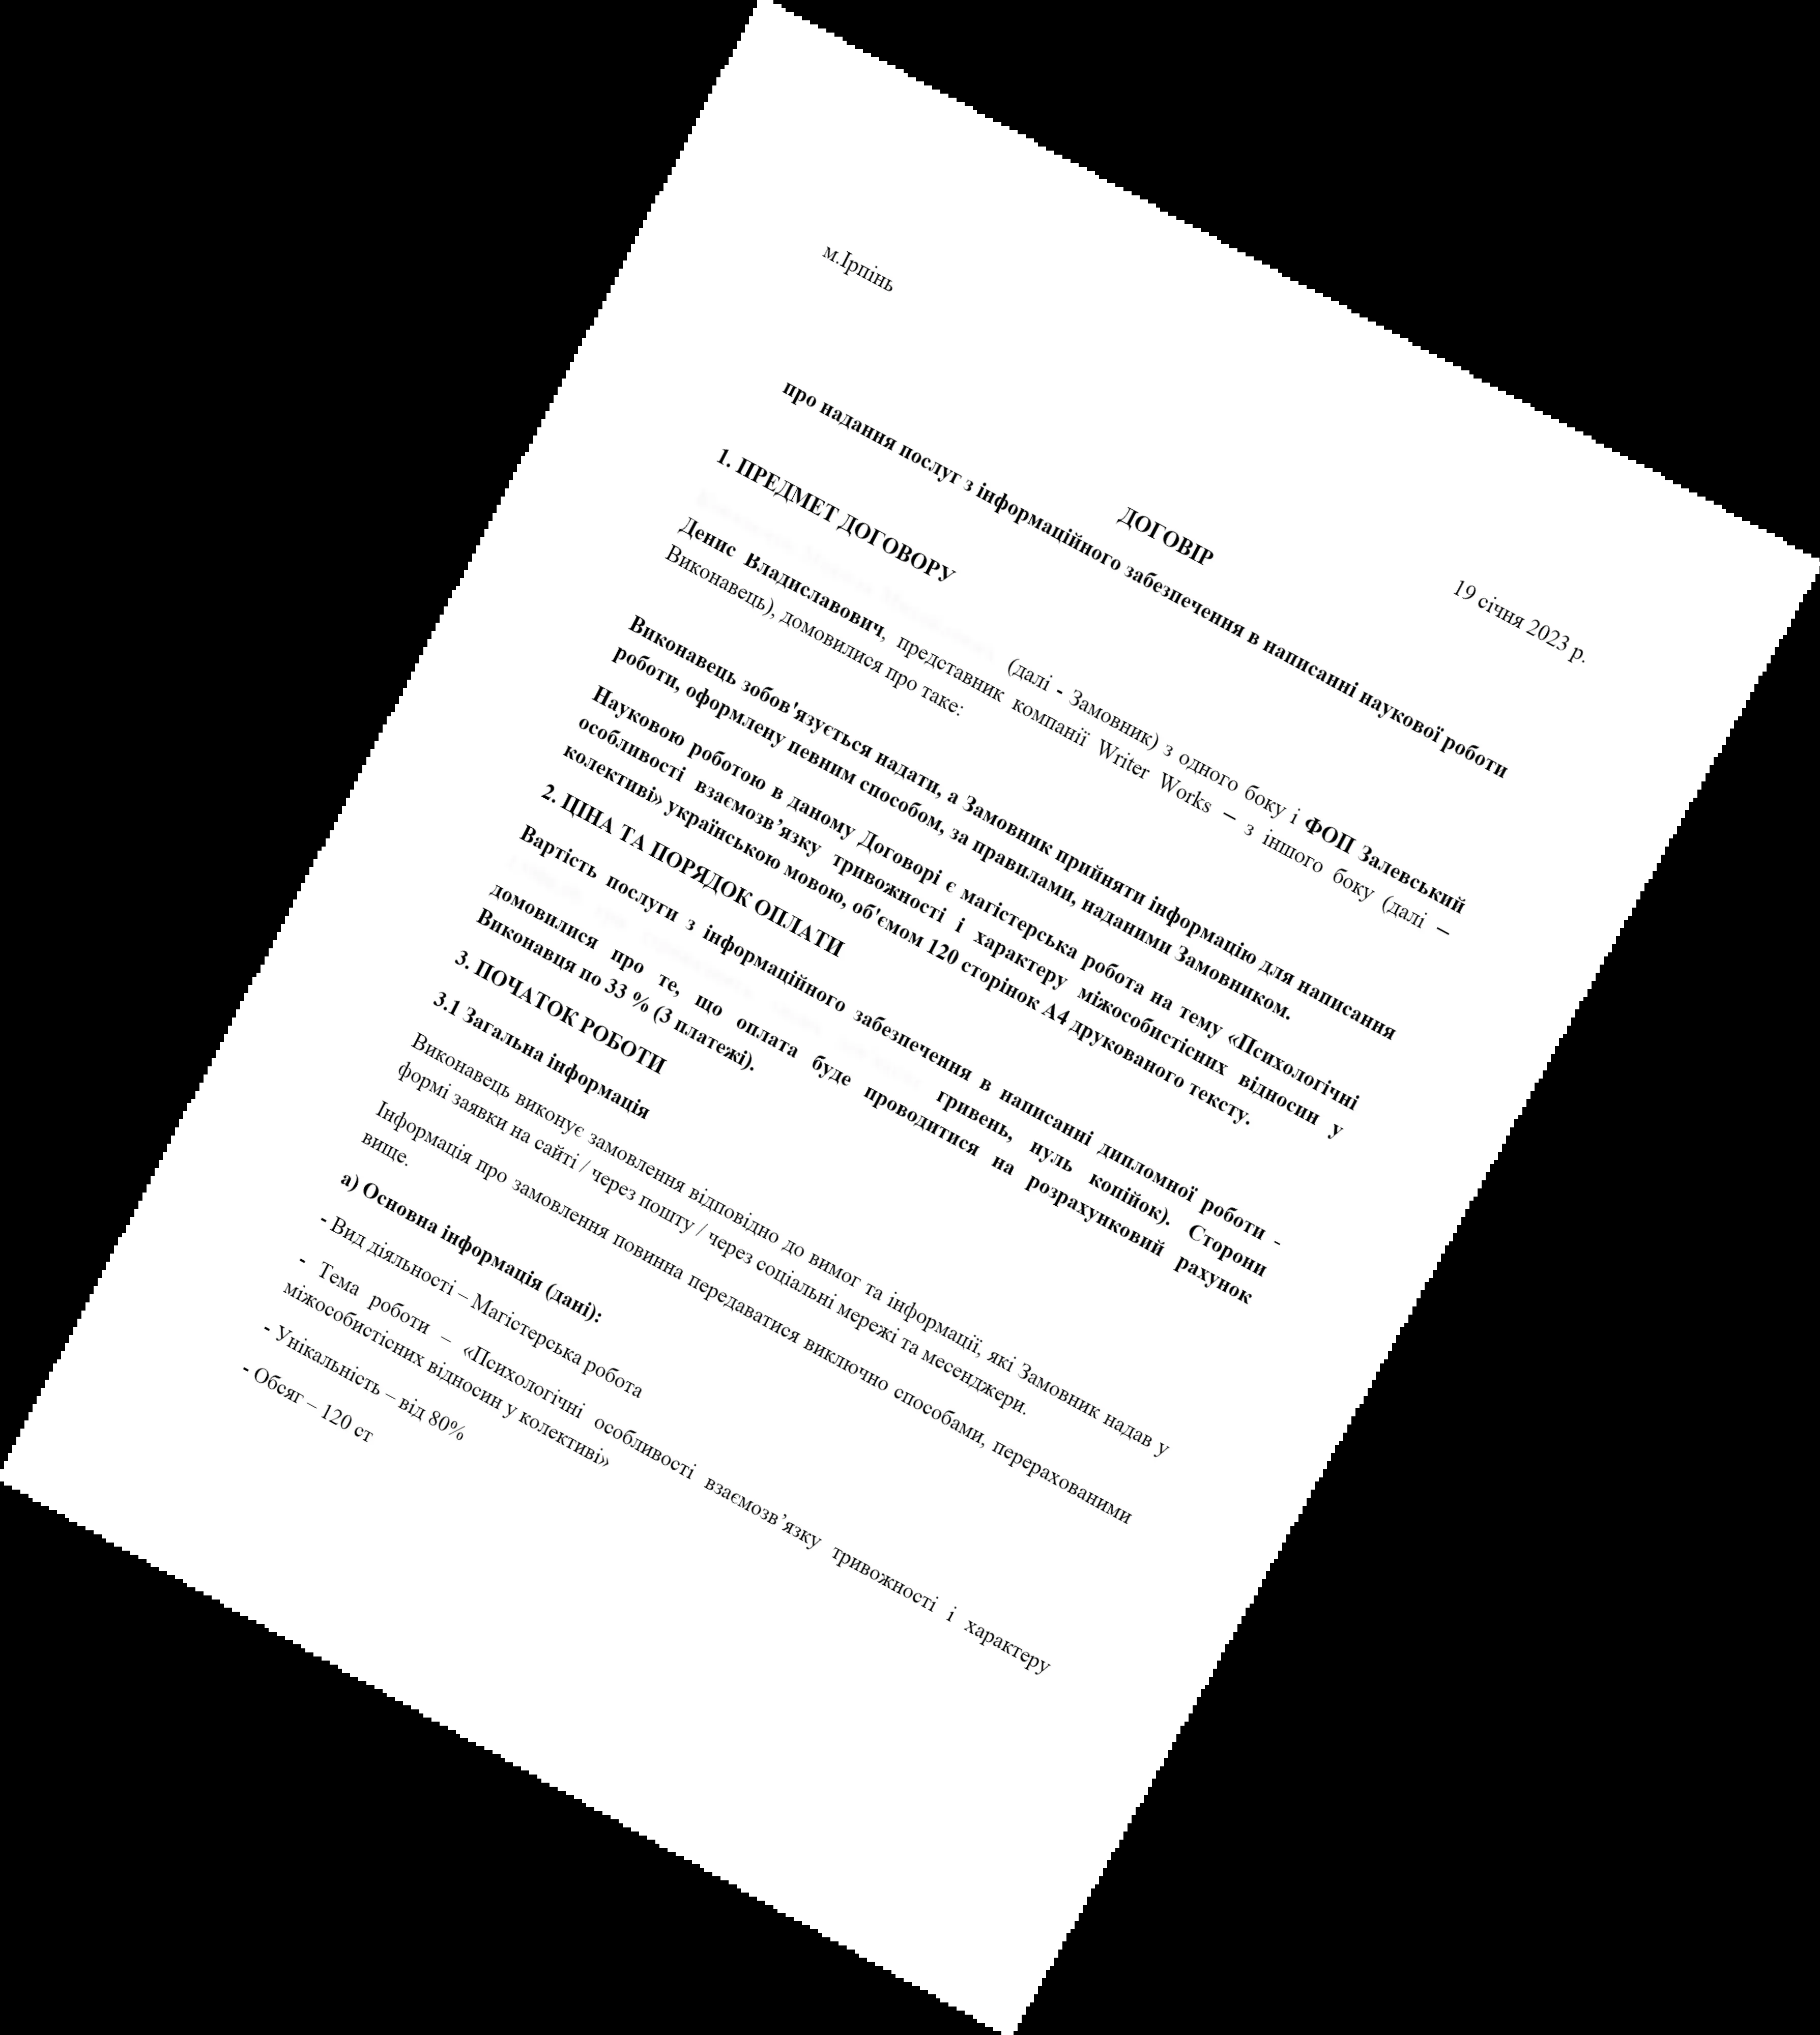 м.Ірпінь
19 січня 2023 р.
ДОГОВІР
про надання послуг з інформаційного забезпечення в написанні наукової роботи
1. ПРЕДМЕТ ДОГОВОРУ
(далі - Замовник) з одного боку і ФОП Залевський
Денис Владиславович, представник компанії Writer Works – з іншого боку (далі –
Виконавець), домовилися про таке:
Виконавець зобов'язується надати, а Замовник прийняти інформацію для написання
роботи, оформлену певним способом, за правилами, наданими Замовником.
Науковою роботою в даному Договорі є магістерська робота на тему «Психологічні
особливості взаємозв’язку тривожності і характеру міжособистісних відносин у
колективі» українською мовою, об'ємом 120 сторінок А4 друкованого тексту.
2. ЦІНА ТА ПОРЯДОК ОПЛАТИ
Вартість послуги з інформаційного забезпечення в написанні дипломної роботи -
гривень, нуль копійок). Сторони
домовилися про те, що оплата буде проводитися на розрахунковий рахунок
Виконавця по 33 % (3 платежі).
3. ПОЧАТОК РОБОТИ
3.1 Загальна інформація
Виконавець виконує замовлення відповідно до вимог та інформації, які Замовник надав у
формі заявки на сайті / через пошту / через соціальні мережі та месенджери.
Інформація про замовлення повинна передаватися виключно способами, перерахованими
вище.
а) Основна інформація (дані):
- Вид діяльності – Магістерська робота
- Тема роботи – «Психологічні особливості взаємозв’язку тривожності і характеру
міжособистісних відносин у колективі»
- Унікальність – від 80%
- Обсяг – 120 ст